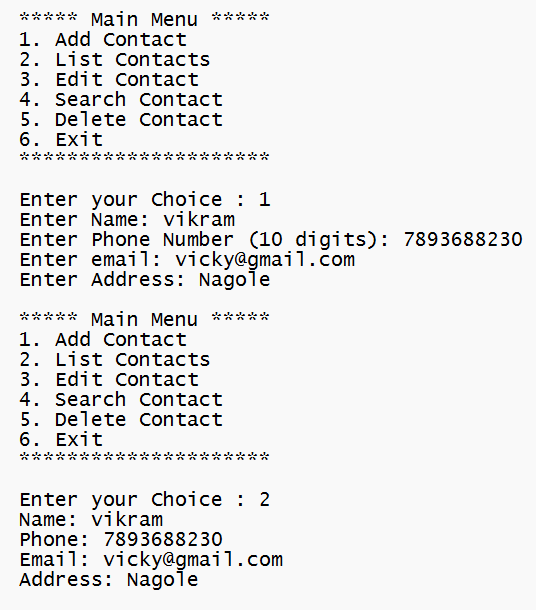 ***** Main Menu *****
1. Add Contact
2. List Contacts
3. Edit Contact
4. Search Contact
5. Delete Contact
6. Exit
*********************
Enter your Choice : 1
Enter Name: vikram
Enter Phone Number (10 digits): 7893688230
Enter email: vicky@gmail.com
Enter Address: Nagole
***** Main Menu *****
1. Add Contact
2. List Contacts
3. Edit Contact
4. Search Contact
5. Delete Contact
6. Exit
*********************
Enter your Choice : 2
Name: vikram
Phone: 7893688230
Email: vicky@gmail.com
Address: Nagole